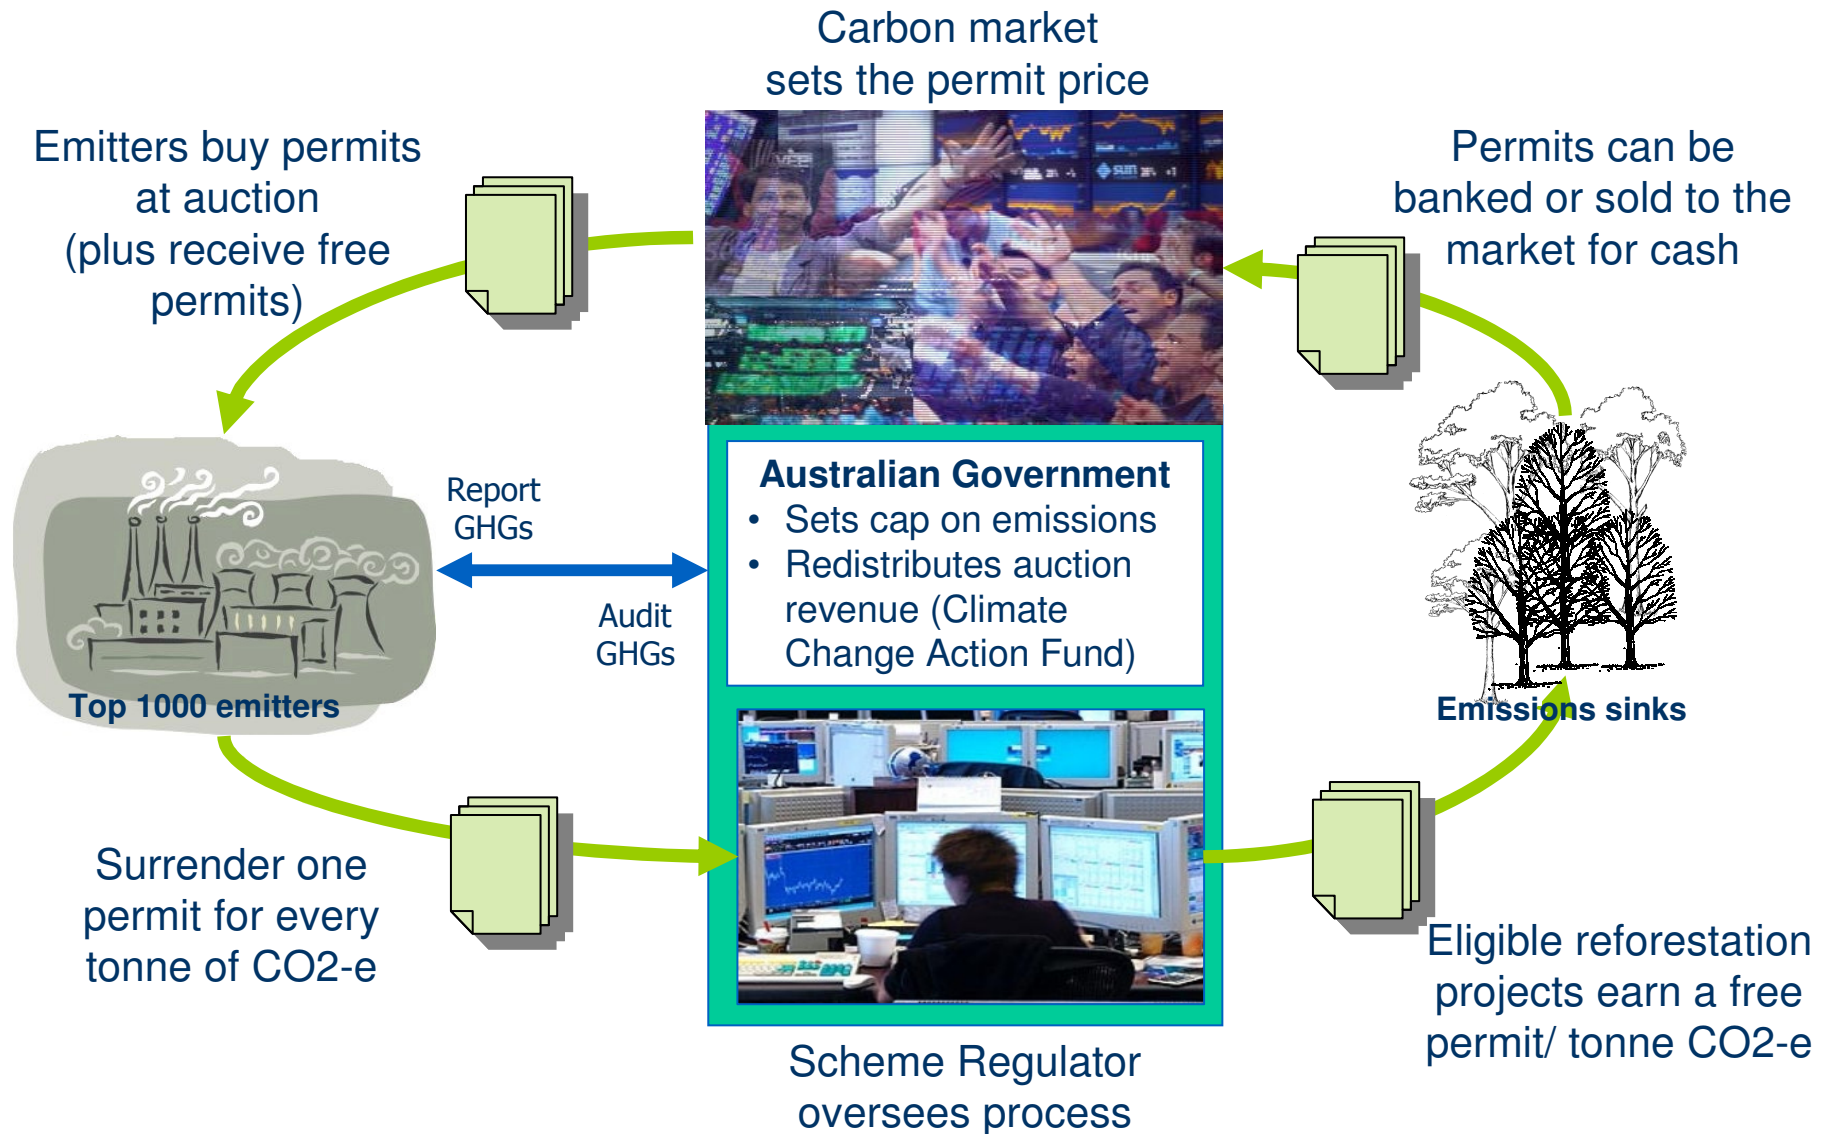 Carbon market
sets the permit price
Emitters buy permits
at auction
(plus receive free
permits)
Permits can be
banked or sold to the
market for cash
sun
Report
GHGs
Audit
GHGs
Australian Government
• Sets cap on emissions
• Redistributes auction
revenue (Climate
Change Action Fund)
Top 1000 emitters
Emissions sinks
Surrender one
permit for every
tonne of CO2-e
Eligible reforestation
projects earn a free
permit/ tonne CO2-e
Scheme Regulator
oversees process